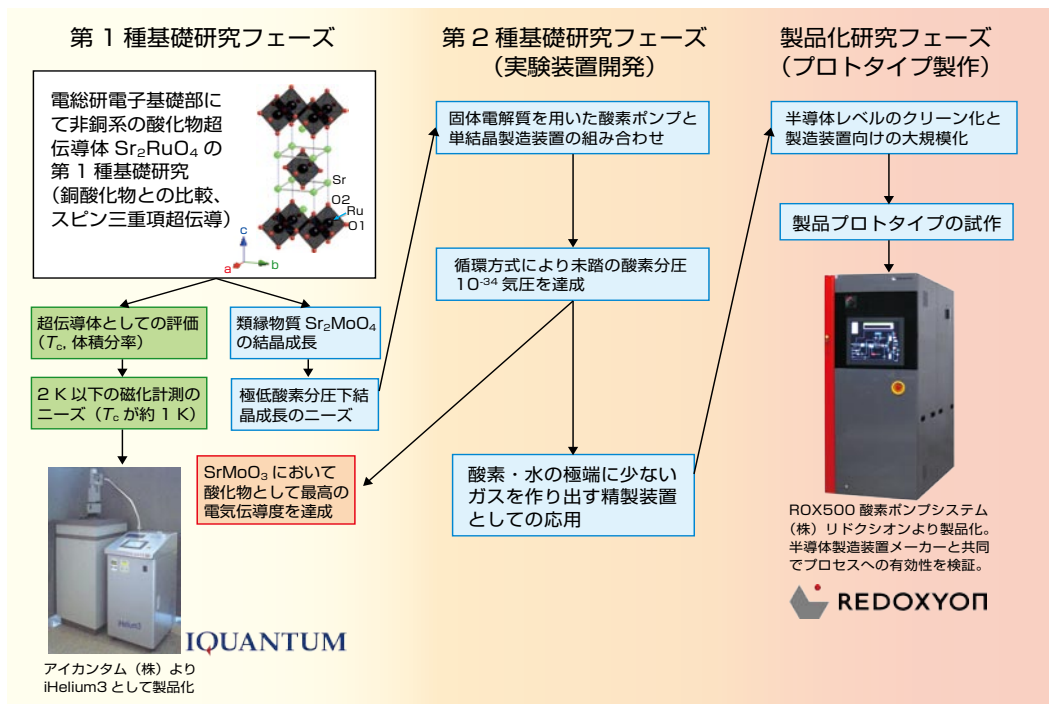 第 1 種基礎研究フェーズ
電総研電子基礎部に
て非銅系の酸化物超
伝導体 Sr₂RuO₄ の
第 1 種基礎研究
(銅酸化物との比較、
スピン三重項超伝導)
Sr
O2
Ru
O1
c
a
b
超伝導体としての評価
(Tc, 体積分率)
2 K 以下の磁化計測の
ニーズ(Tc が約 1 K)
類縁物質 Sr₂MoO₄
の結晶成長
極低酸素分圧下結
晶成長のニーズ
SrMoO₃ において
酸化物として最高の
電気伝導度を達成
iHelium3
IQUANTUM
アイカンタム(株)より
iHelium3 として製品化
第 2 種基礎研究フェーズ
(実験装置開発)
固体電解質を用いた酸素ポンプと
単結晶製造装置の組み合わせ
循環方式により未踏の酸素分圧
10⁻³⁴ 気圧を達成
酸素・水の極端に少ない
ガスを作り出す精製装置
としての応用
製品化研究フェーズ
(プロトタイプ製作)
半導体レベルのクリーン化と
製造装置向けの大規模化
製品プロトタイプの試作
ROX500 酸素ポンプシステム
(株)リドクシオンより製品化。
半導体製造装置メーカーと共同
でプロセスへの有効性を検証。
REDOXYON